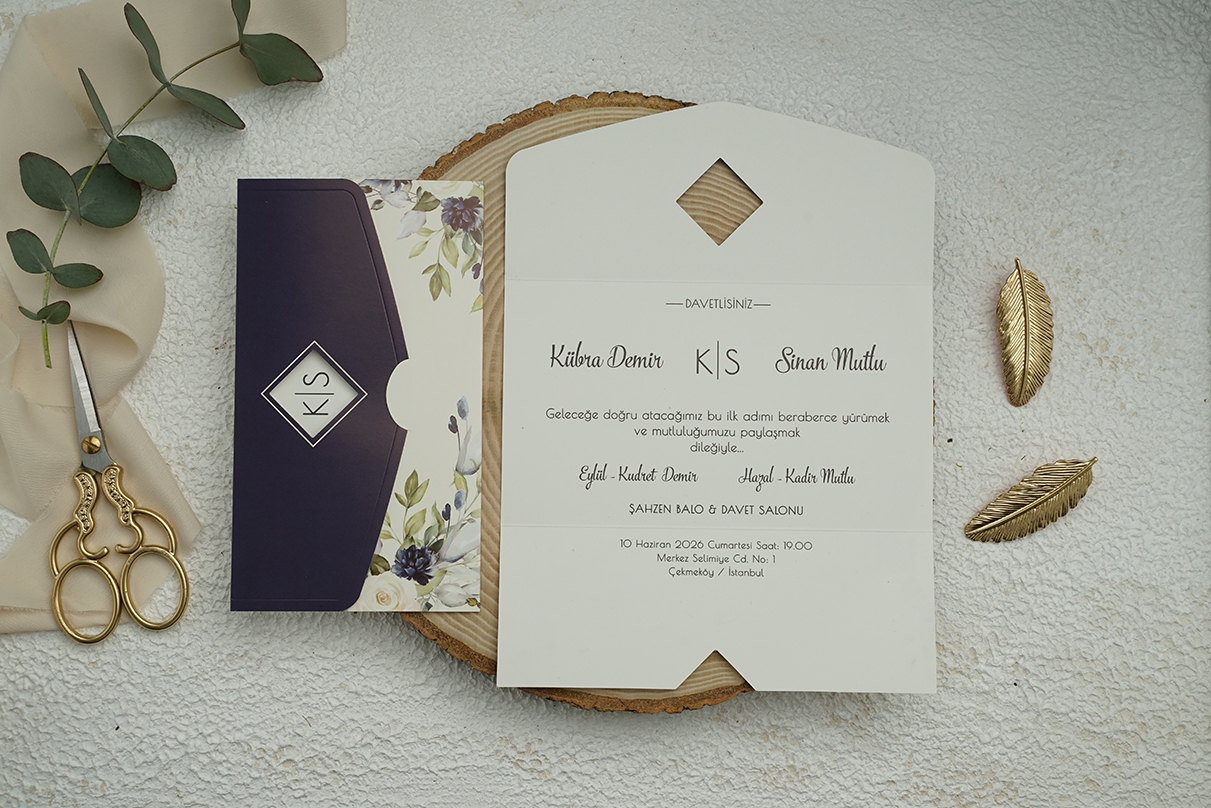 K|S
DAVETLİSİNİZ
Kübra Demir K|S Sinan Mutlu
Geleceğe doğru atacağımız bu ilk adımı beraberce yürümek
ve mutluluğumuzu paylaşmak
dileğiyle...
Eylül - Kudret Demir Hazal - Kadir Mutlu
ŞAHZEN BALO & DAVET SALONU
10 Haziran 2026 Cumartesi Saat: 19.00
Merkez Selimiye Cd. No: 1
Çekmeköy / İstanbul